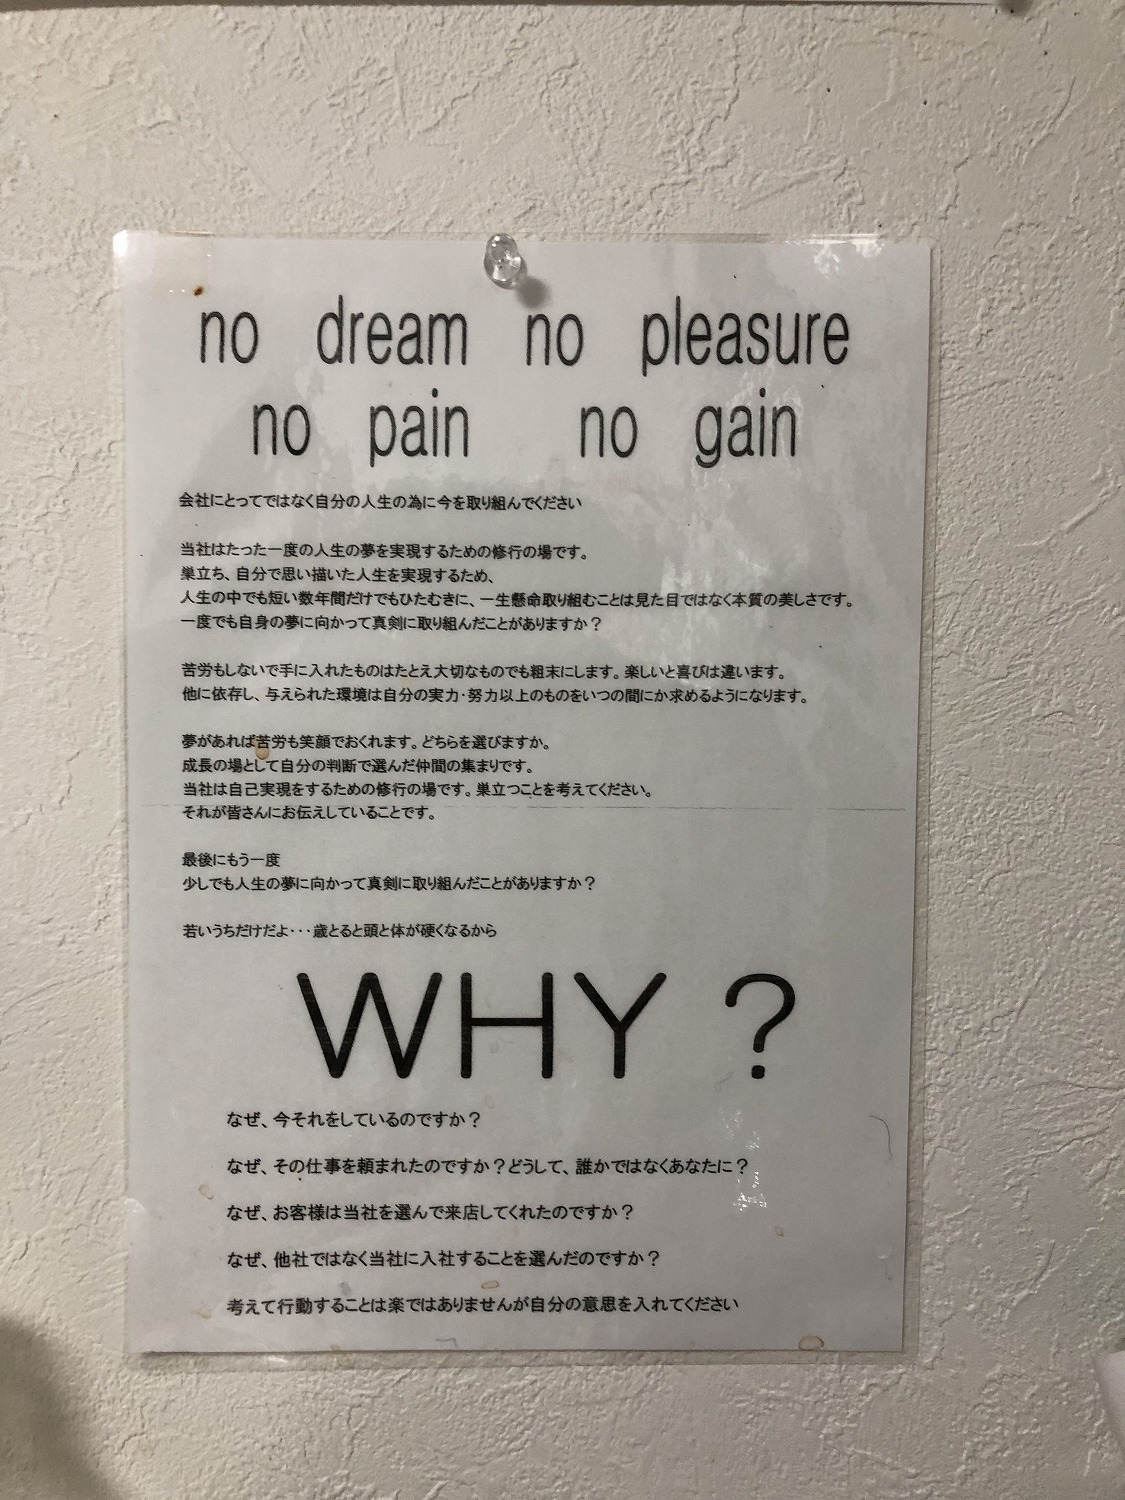 no dream no pleasure
no pain no gain
会社にとってではなく自分の人生の為に今を取り組んでください
当社はたった一度の人生の夢を実現するための修行の場です。
巣立ち、自分で思い描いた人生を実現するため、
人生の中でも短い数年間だけでもひたむきに、一生懸命取り組むことは見た目ではなく本質の美しさです。
一度でも自身の夢に向かって真剣に取り組んだことがありますか？
苦労もしないで手に入れたものはたとえ大切なものでも粗末にします。楽しいと喜びは違います。
他に依存し、与えられた環境は自分の実力・努力以上のものをいつの間にか求めるようになります。
夢があれば苦労も笑顔でおくれます。どちらを選びますか。
成長の場として自分の判断で選んだ仲間の集まりです。
当社は自己実現をするための修行の場です。巣立つことを考えてください。
それが皆さんにお伝えしていることです。
最後にもう一度
少しでも人生の夢に向かって真剣に取り組んだことがありますか？
若いうちだけだよ・・・歳とると頭と体が硬くなるから
WHY？
なぜ、今それをしているのですか？
なぜ、その仕事を頼まれたのですか？どうして、誰かではなくあなたに？
なぜ、お客様は当社を選んで来店してくれたのですか？
なぜ、他社ではなく当社に入社することを選んだのですか？
考えて行動することは楽ではありませんが自分の意思を入れてください